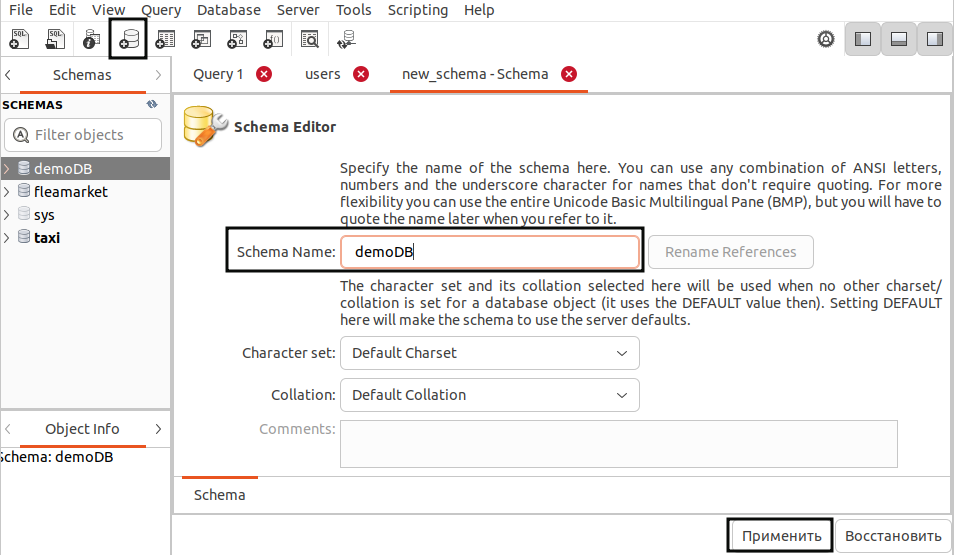 File Edit View Query Database Server Tools Scripting Help
SQL SQL
Schemas
Query 1 users new_schema - Schema
SCHEMAS
Filter objects
demoDB
fleamarket
sys
taxi
Schema Editor
Specify the name of the schema here. You can use any combination of ANSI letters,
numbers and the underscore character for names that don't require quoting. For more
flexibility you can use the entire Unicode Basic Multilingual Pane (BMP), but you will have to
quote the name later when you refer to it.
Schema Name: demoDB Rename References
The character set and its collation selected here will be used when no other charset/
collation is set for a database object (it uses the DEFAULT value then). Setting DEFAULT
here will make the schema to use the server defaults.
Character set: Default Charset
Collation: Default Collation
Comments:
Object Info
Schema: demoDB
Schema
Применить Восстановить